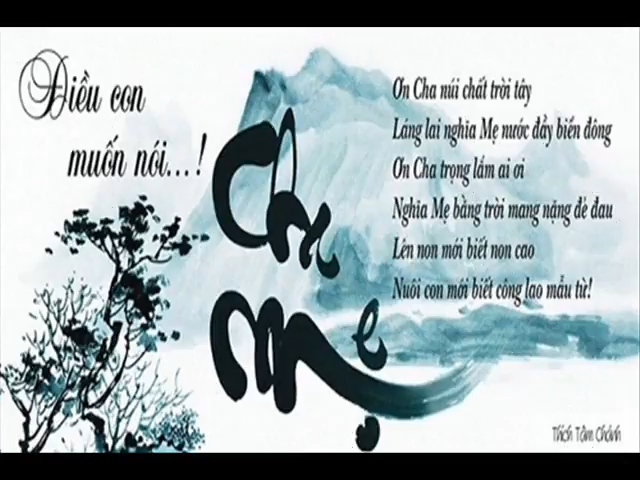 Điều con
muốn nói...!
Cha
Mẹ
Ơn Cha núi chất trời tây
Láng lai nghĩa Mẹ nước đầy biển đông
Ơn Cha trọng lắm ai ơi
Nghĩa Mẹ bằng trời mang nặng đẻ đau
Lên non mới biết non cao
Nuôi con mới biết công lao mẫu từ!
Thích Tâm Chánh